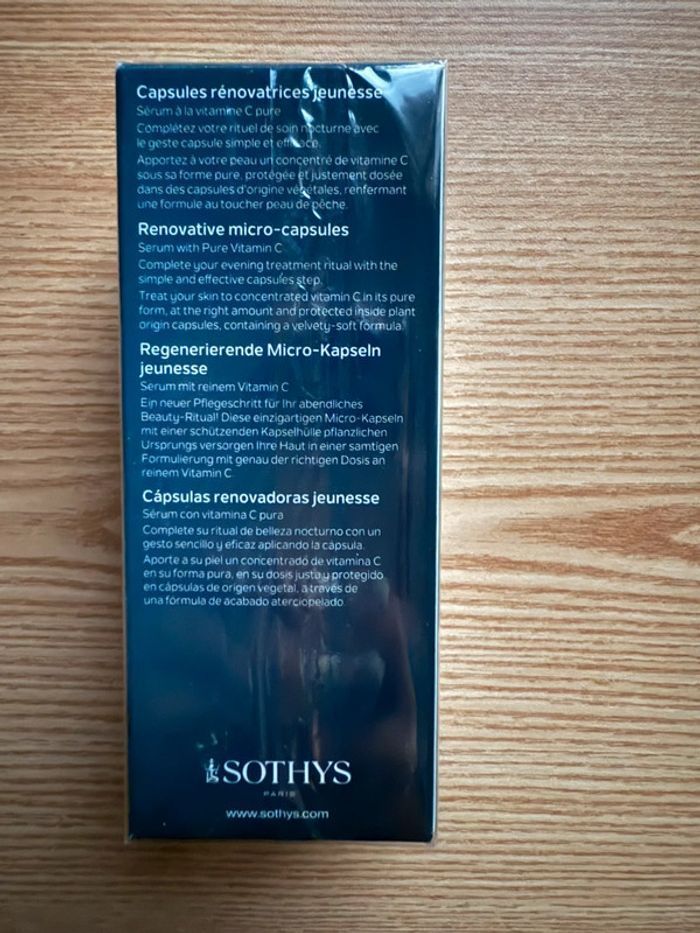 Capsules rénovatrices jeunesse
Sérum à la vitamine C pure
Complétez votre rituel de soin nocturne avec
le geste capsule simple et efficace.
Apportez à votre peau un concentré de vitamine C
sous sa forme pure, protégée et justement dosée
dans des capsules d'origine végétales, renfermant
une formule au toucher peau de pêche.
Renovative micro-capsules
Serum with Pure Vitamin C
Complete your evening treatment ritual with the
simple and effective capsules step.
Treat your skin to concentrated vitamin C in its pure
form, at the right amount and protected inside plant
origin capsules, containing a velvety-soft formula.
Regenerierende Micro-Kapseln
jeunesse
Serum mit reinem Vitamin C
Ein neuer Pflegeschritt für Ihr abendliches
Beauty-Ritual! Diese einzigartigen Micro-Kapseln
mit einer schützenden Kapselhülle pflanzlichen
Ursprungs versorgen Ihre Haut in einer samtigen
Formulierung mit genau der richtigen Dosis an
reinem Vitamin C.
Cápsulas renovadoras jeunesse
Sérum con vitamina C pura
Complete su ritual de belleza nocturno con un
gesto sencillo y eficaz aplicando la cápsula.
Aporte a su piel un concentrado de vitamina C
en su forma pura, en su dosis justa y protegido
en cápsulas de origen vegetal, a través de
una fórmula de acabado aterciopelado.
SOTHYS
PARIS
www.sothys.com